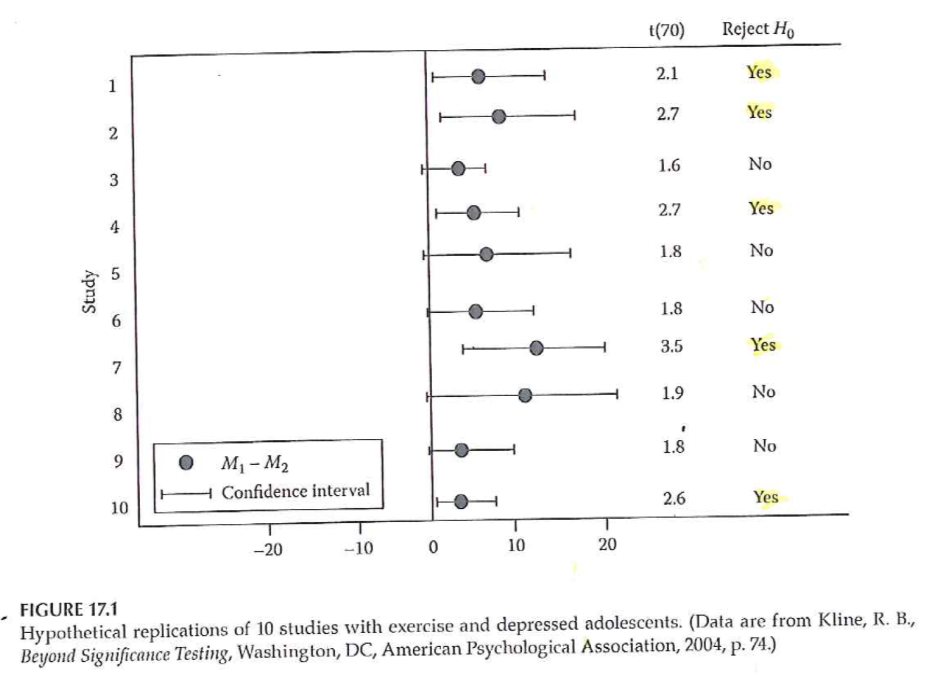 t(70) Reject H0
1 2.1 Yes
2 2.7 Yes
3 1.6 No
4 2.7 Yes
5 1.8 No
Study
6 1.8 No
7 3.5 Yes
8 1.9 No
9 1.8 No
10 2.6 Yes
M1 – M2
Confidence interval
–20 –10 0 10 20
FIGURE 17.1
Hypothetical replications of 10 studies with exercise and depressed adolescents. (Data are from Kline, R. B.,
Beyond Significance Testing, Washington, DC, American Psychological Association, 2004, p. 74.)